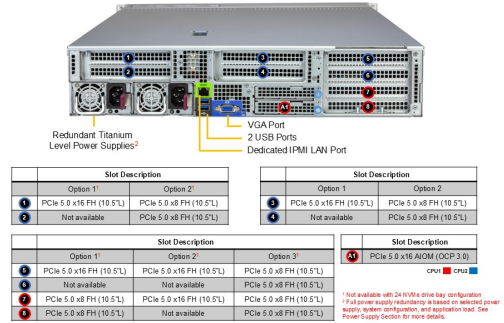 1
2
3
4
5
6
7
8
A1
VGA Port
2 USB Ports
Dedicated IPMI LAN Port
Redundant Titanium
Level Power Supplies²
Slot Description
Option 1¹ Option 2¹
1 PCIe 5.0 x16 FH (10.5"L) PCIe 5.0 x8 FH (10.5"L)
2 Not available PCIe 5.0 x8 FH (10.5"L)
Slot Description
Option 1 Option 2
3 PCIe 5.0 x16 FH (10.5"L) PCIe 5.0 x8 FH (10.5"L)
4 Not available PCIe 5.0 x8 FH (10.5"L)
Slot Description
Option 1¹ Option 2¹ Option 3¹
5 PCIe 5.0 x16 FH (10.5"L) PCIe 5.0 x16 FH (10.5"L) PCIe 5.0 x8 FH (10.5"L)
6 Not available Not available PCIe 5.0 x8 FH (10.5"L)
7 PCIe 5.0 x8 FH (10.5"L) PCIe 5.0 x16 FH (10.5"L) PCIe 5.0 x8 FH (10.5"L)
8 PCIe 5.0 x8 FH (10.5"L) Not available PCIe 5.0 x8 FH (10.5"L)
Slot Description
A1 PCIe 5.0 x16 AIOM (OCP 3.0)
CPU1 CPU2
¹ Not available with 24 NVMe drive bay configuration
² Full power supply redundancy is based on selected power
supply, system configuration, and application load. See
Power Supply Section for more details.